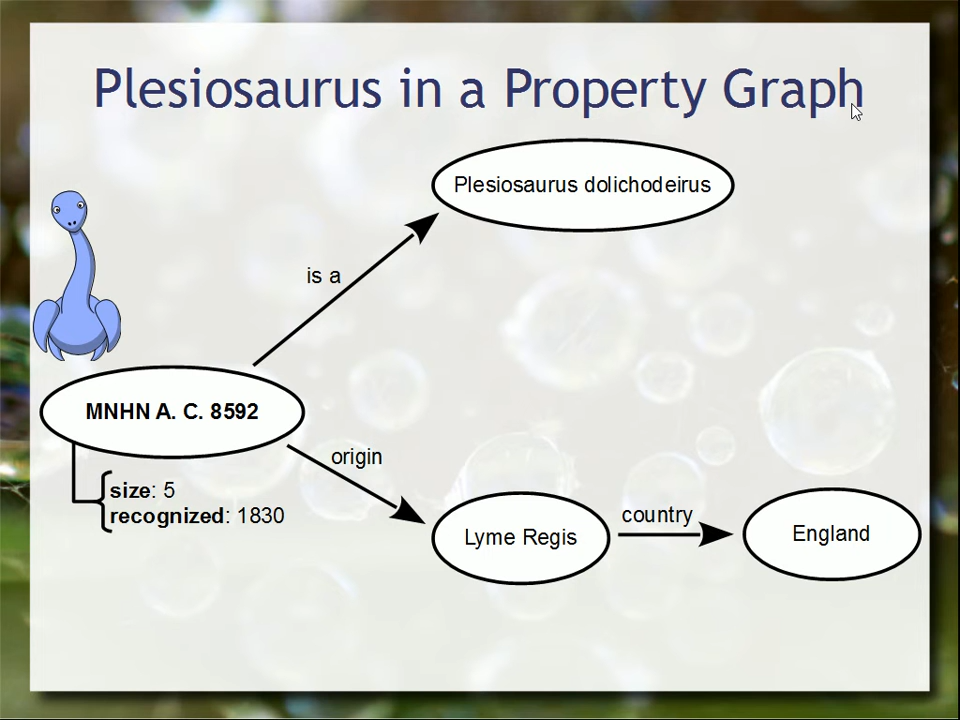 Plesiosaurus in a Property Graph
Plesiosaurus dolichodeirus
is a
MNHN A. C. 8592
origin
size: 5
recognized: 1830
Lyme Regis
country
England